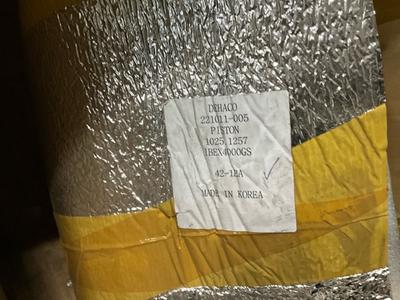 DEHACO
221011-005
PISTON
1025,1257
IBEX4000GS
42-12A
MADE IN KOREA